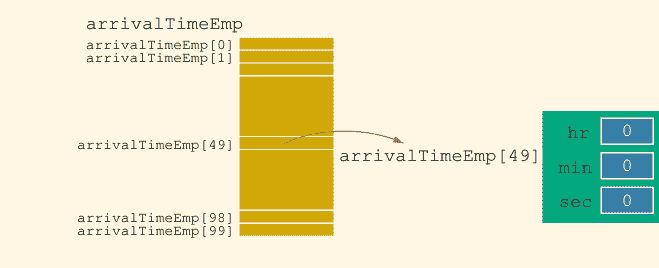 arrivalTimeEmp
arrivalTimeEmp[0]
arrivalTimeEmp[1]
arrivalTimeEmp[49]
arrivalTimeEmp[49]
hr 0
min 0
sec 0
arrivalTimeEmp[98]
arrivalTimeEmp[99]